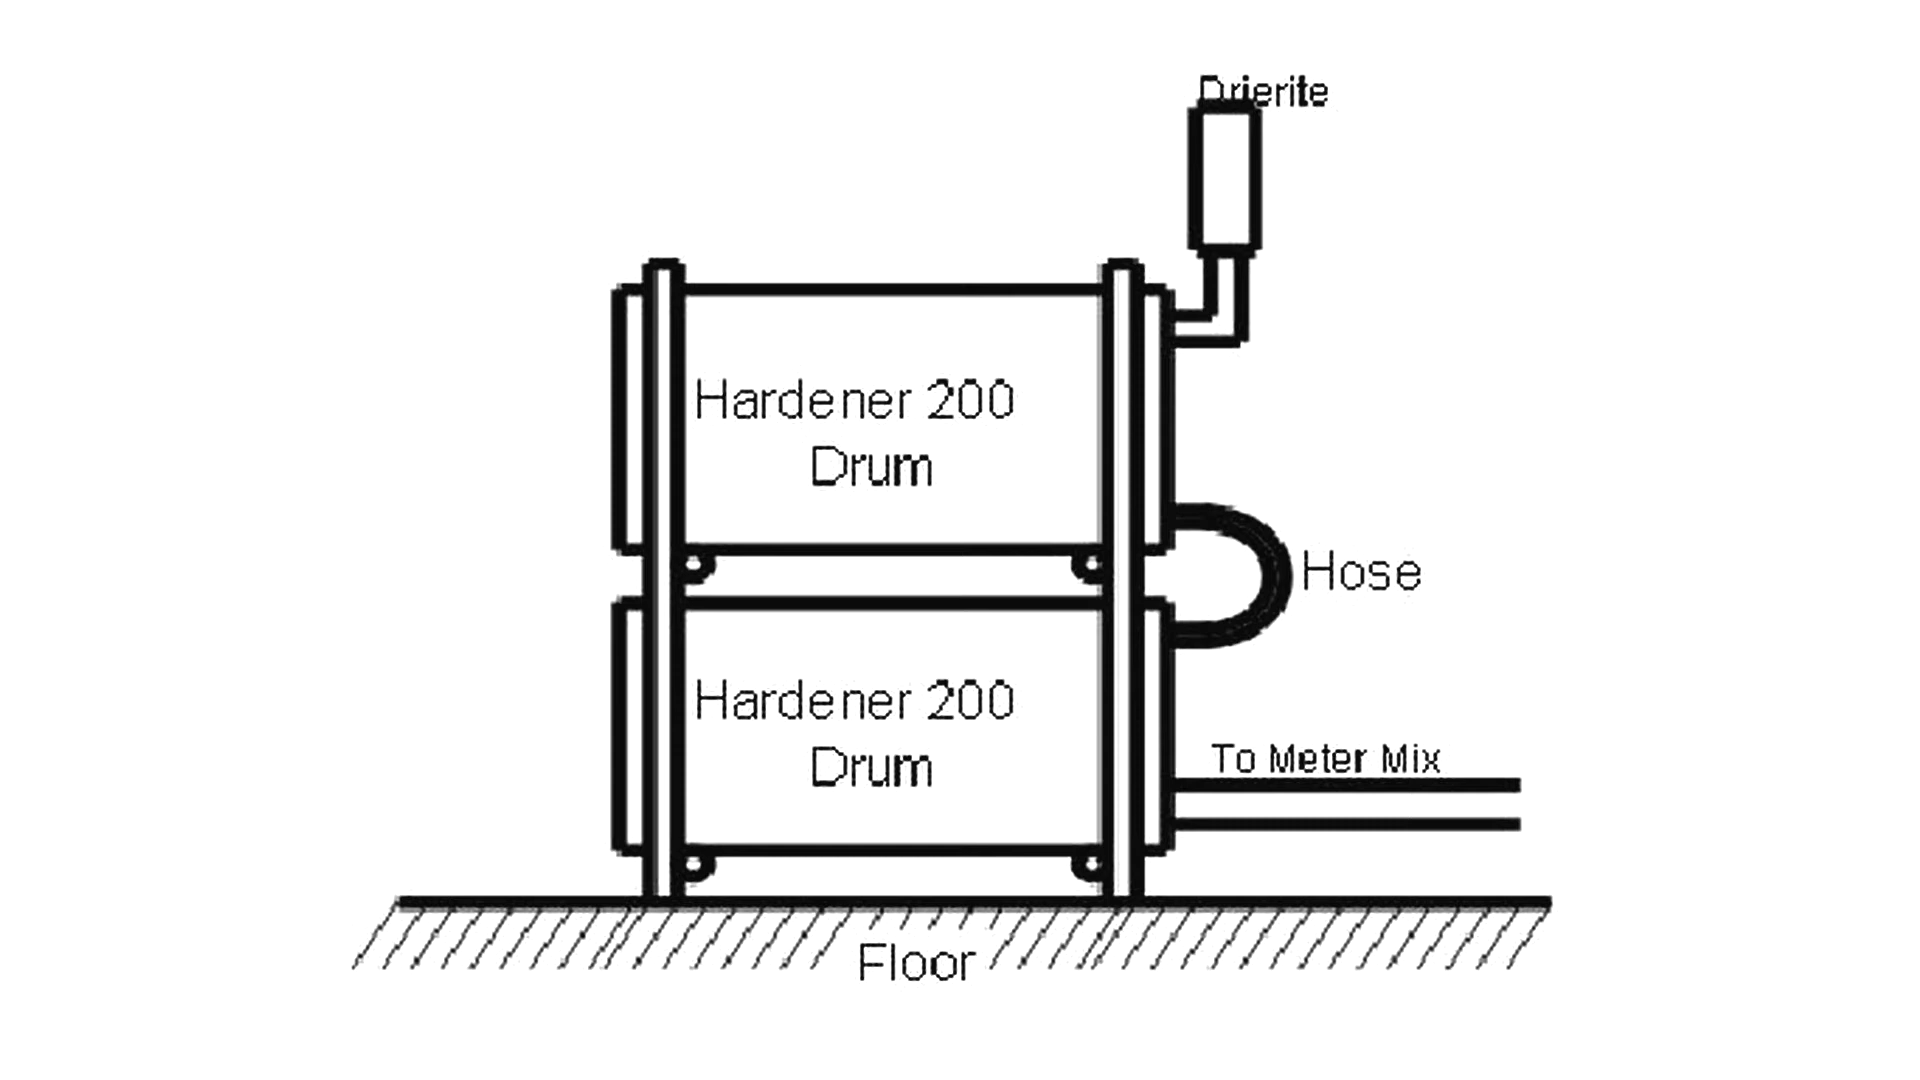 Drierite
Hardener 200
Drum
Hose
Hardener 200
Drum
To Meter Mix
Floor